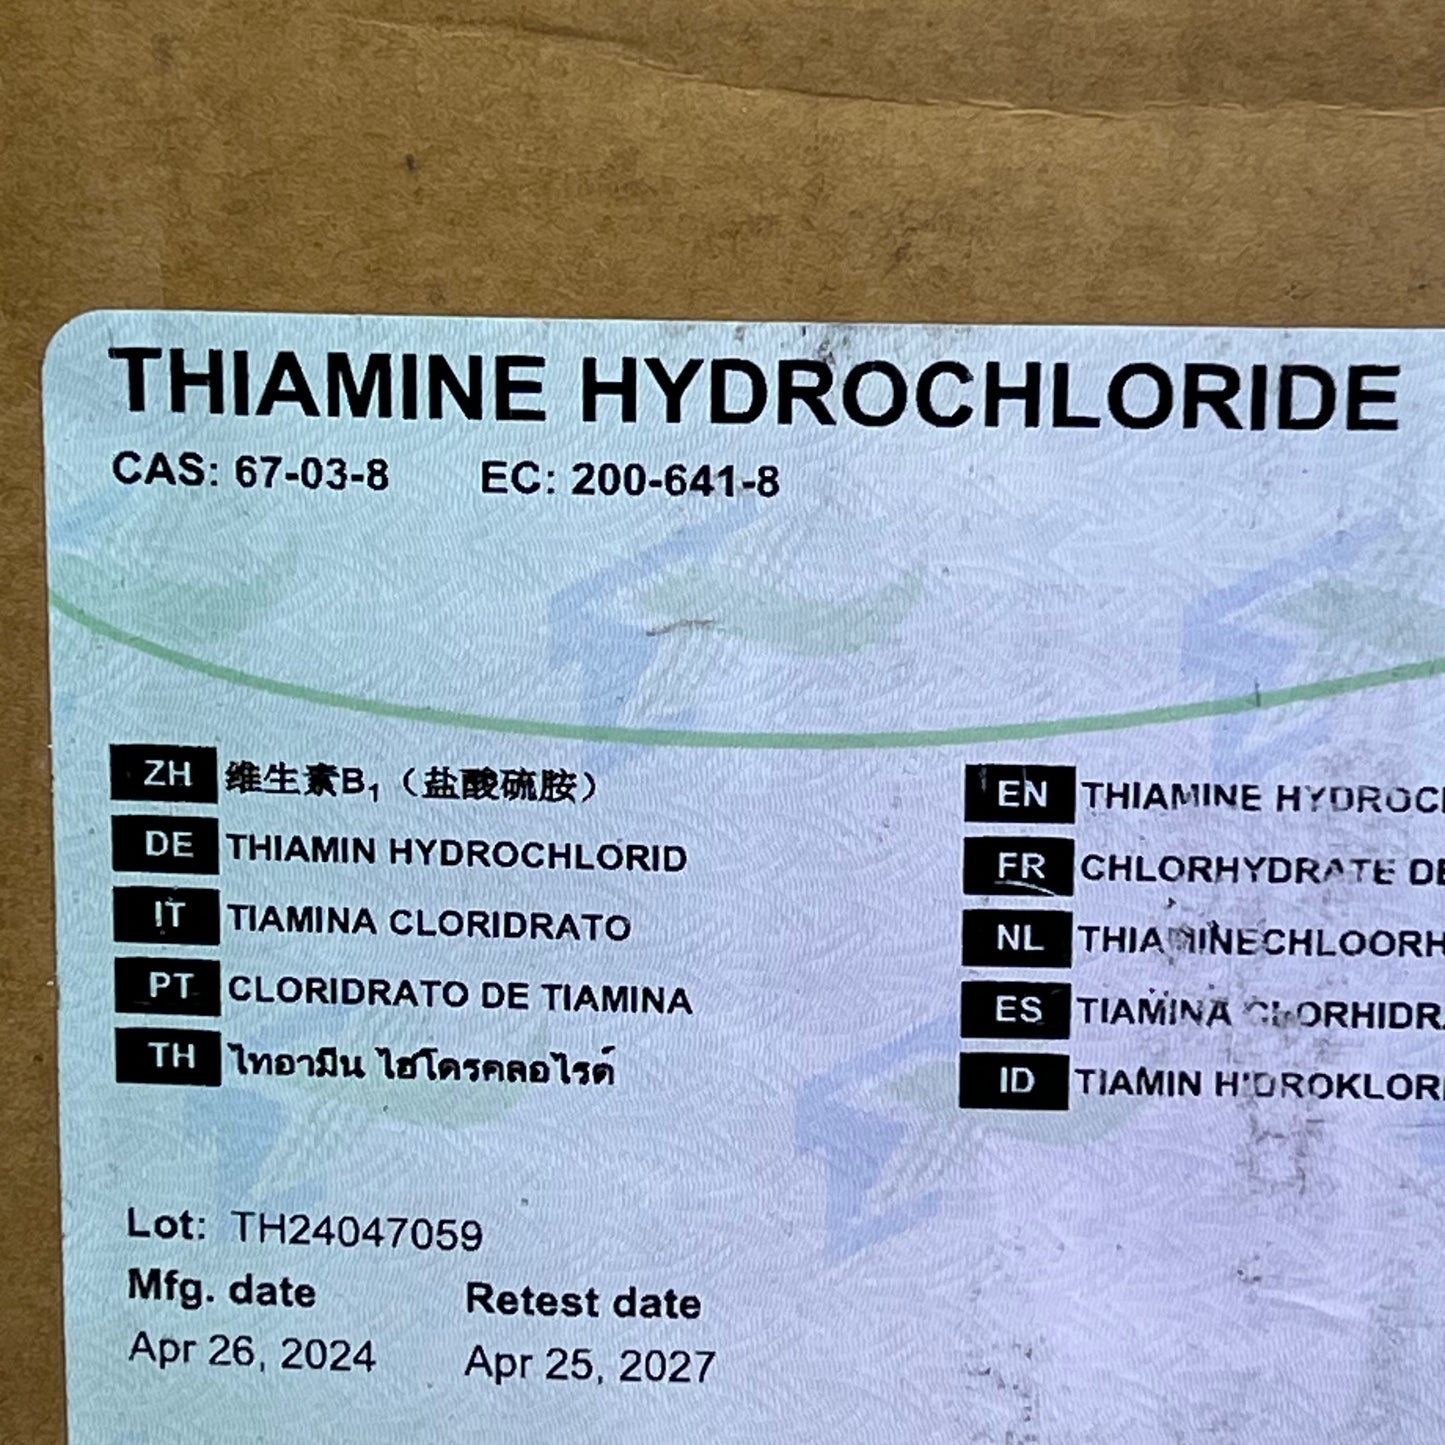 THIAMINE HYDROCHLORIDE
CAS: 67-03-8 EC: 200-641-8
ZH 维生素B₁（盐酸硫胺）
DE THIAMIN HYDROCHLORID
IT TIAMINA CLORIDRATO
PT CLORIDRATO DE TIAMINA
TH ไทอามีน ไฮโดรคลอไรด์
EN THIAMINE
FR CHLORHYDRATE
NL
ES TIAMINA
ID TIAMIN
Lot: TH24047059
Mfg. date Retest date
Apr 26, 2024 Apr 25, 2027